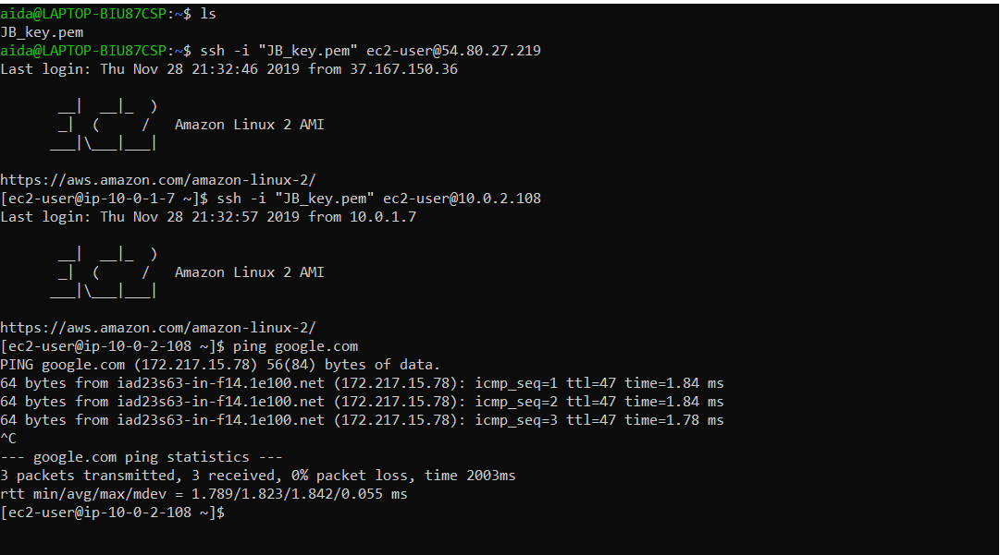 aida@LAPTOP-BIU87CSP:~$ ls
JB_key.pem
aida@LAPTOP-BIU87CSP:~$ ssh -i "JB_key.pem" ec2-user@54.80.27.219
Last login: Thu Nov 28 21:32:46 2019 from 37.167.150.36
       __|  __|_  )
       _|  (     /   Amazon Linux 2 AMI
      ___|\___|___|
https://aws.amazon.com/amazon-linux-2/
[ec2-user@ip-10-0-1-7 ~]$ ssh -i "JB_key.pem" ec2-user@10.0.2.108
Last login: Thu Nov 28 21:32:57 2019 from 10.0.1.7
       __|  __|_  )
       _|  (     /   Amazon Linux 2 AMI
      ___|\___|___|
https://aws.amazon.com/amazon-linux-2/
[ec2-user@ip-10-0-2-108 ~]$ ping google.com
PING google.com (172.217.15.78) 56(84) bytes of data.
64 bytes from iad23s63-in-f14.1e100.net (172.217.15.78): icmp_seq=1 ttl=47 time=1.84 ms
64 bytes from iad23s63-in-f14.1e100.net (172.217.15.78): icmp_seq=2 ttl=47 time=1.84 ms
64 bytes from iad23s63-in-f14.1e100.net (172.217.15.78): icmp_seq=3 ttl=47 time=1.78 ms
^C
--- google.com ping statistics ---
3 packets transmitted, 3 received, 0% packet loss, time 2003ms
rtt min/avg/max/mdev = 1.789/1.823/1.842/0.055 ms
[ec2-user@ip-10-0-2-108 ~]$